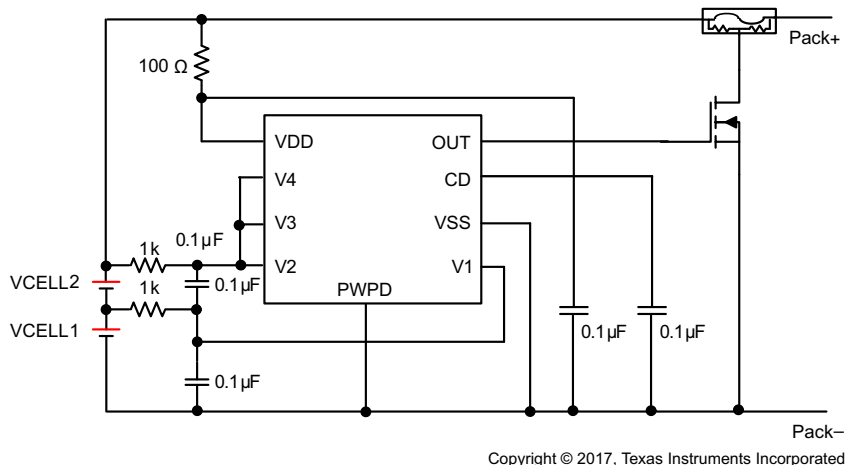 Pack+
100 Ω
VDD
OUT
V4
CD
V3
VSS
0.1µF
1k
V2
V1
VCELL2
0.1µF
1k
PWPD
VCELL1
0.1µF
0.1µF
0.1µF
Pack–
Copyright © 2017, Texas Instruments Incorporated